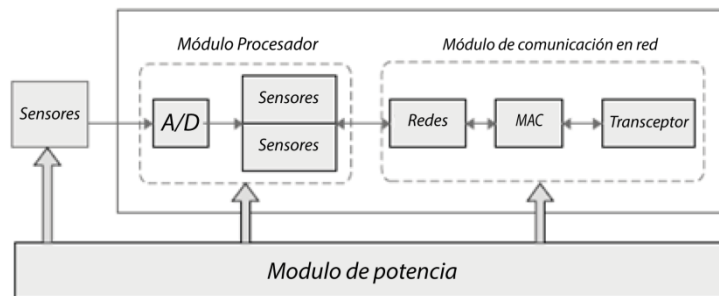 Módulo Procesador
Módulo de comunicación en red
Sensores
A/D
Sensores
Sensores
Redes
MAC
Transceptor
Modulo de potencia